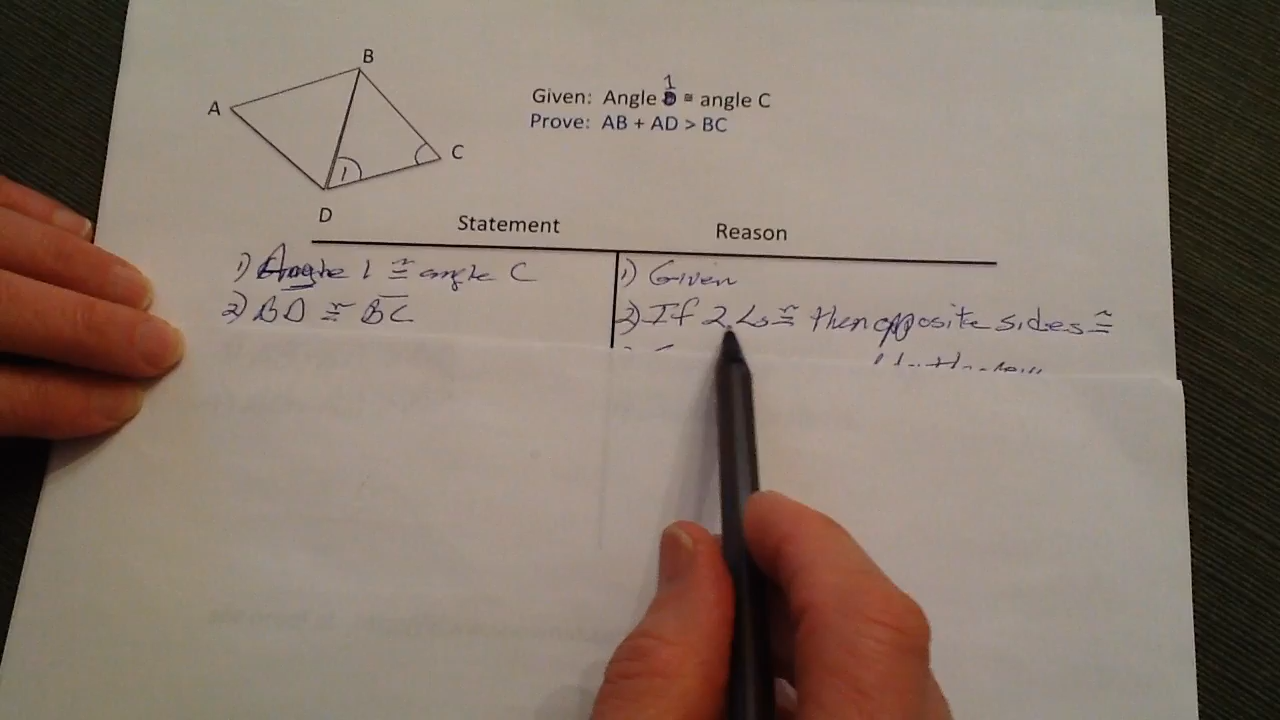 B
A
C
1
D
Given: Angle 1 ≅ angle C
Prove: AB + AD > BC
Statement
Reason
1) Angle 1 ≅ angle C
1) Given
2) BD ≅ BC
2) If 2 ∠s ≅ then opposite sides ≅